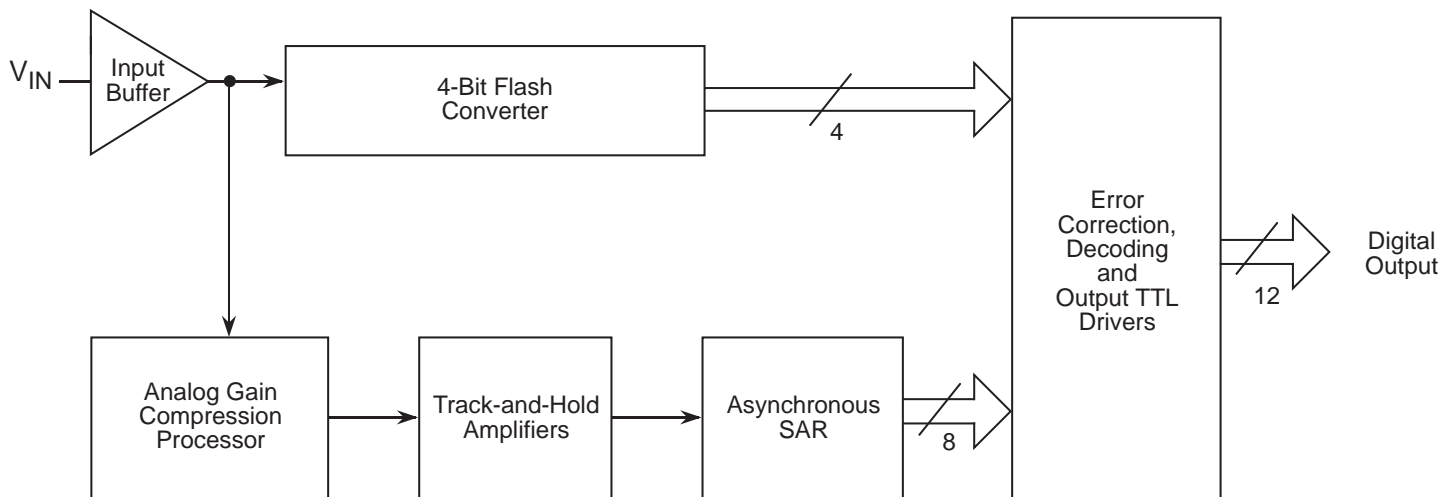 VIN
Input
Buffer
4-Bit Flash
Converter
4
Error
Correction,
Decoding
and
Output TTL
Drivers
Digital
Output
12
Analog Gain
Compression
Processor
Track-and-Hold
Amplifiers
Asynchronous
SAR
8